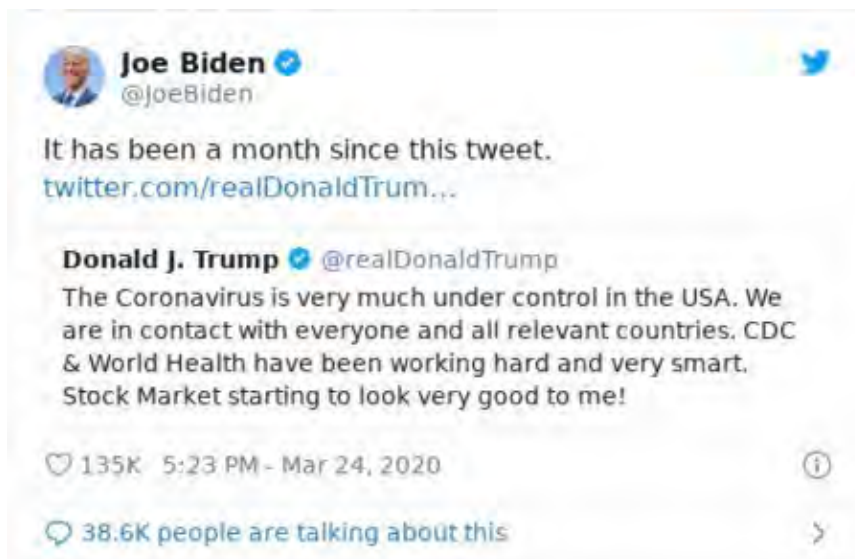 Joe Biden
@JoeBiden
It has been a month since this tweet.
twitter.com/realDonaldTrum...
Donald J. Trump @realDonaldTrump
The Coronavirus is very much under control in the USA. We
are in contact with everyone and all relevant countries. CDC
& World Health have been working hard and very smart.
Stock Market starting to look very good to me!
135K 5:23 PM - Mar 24, 2020
38.6K people are talking about this